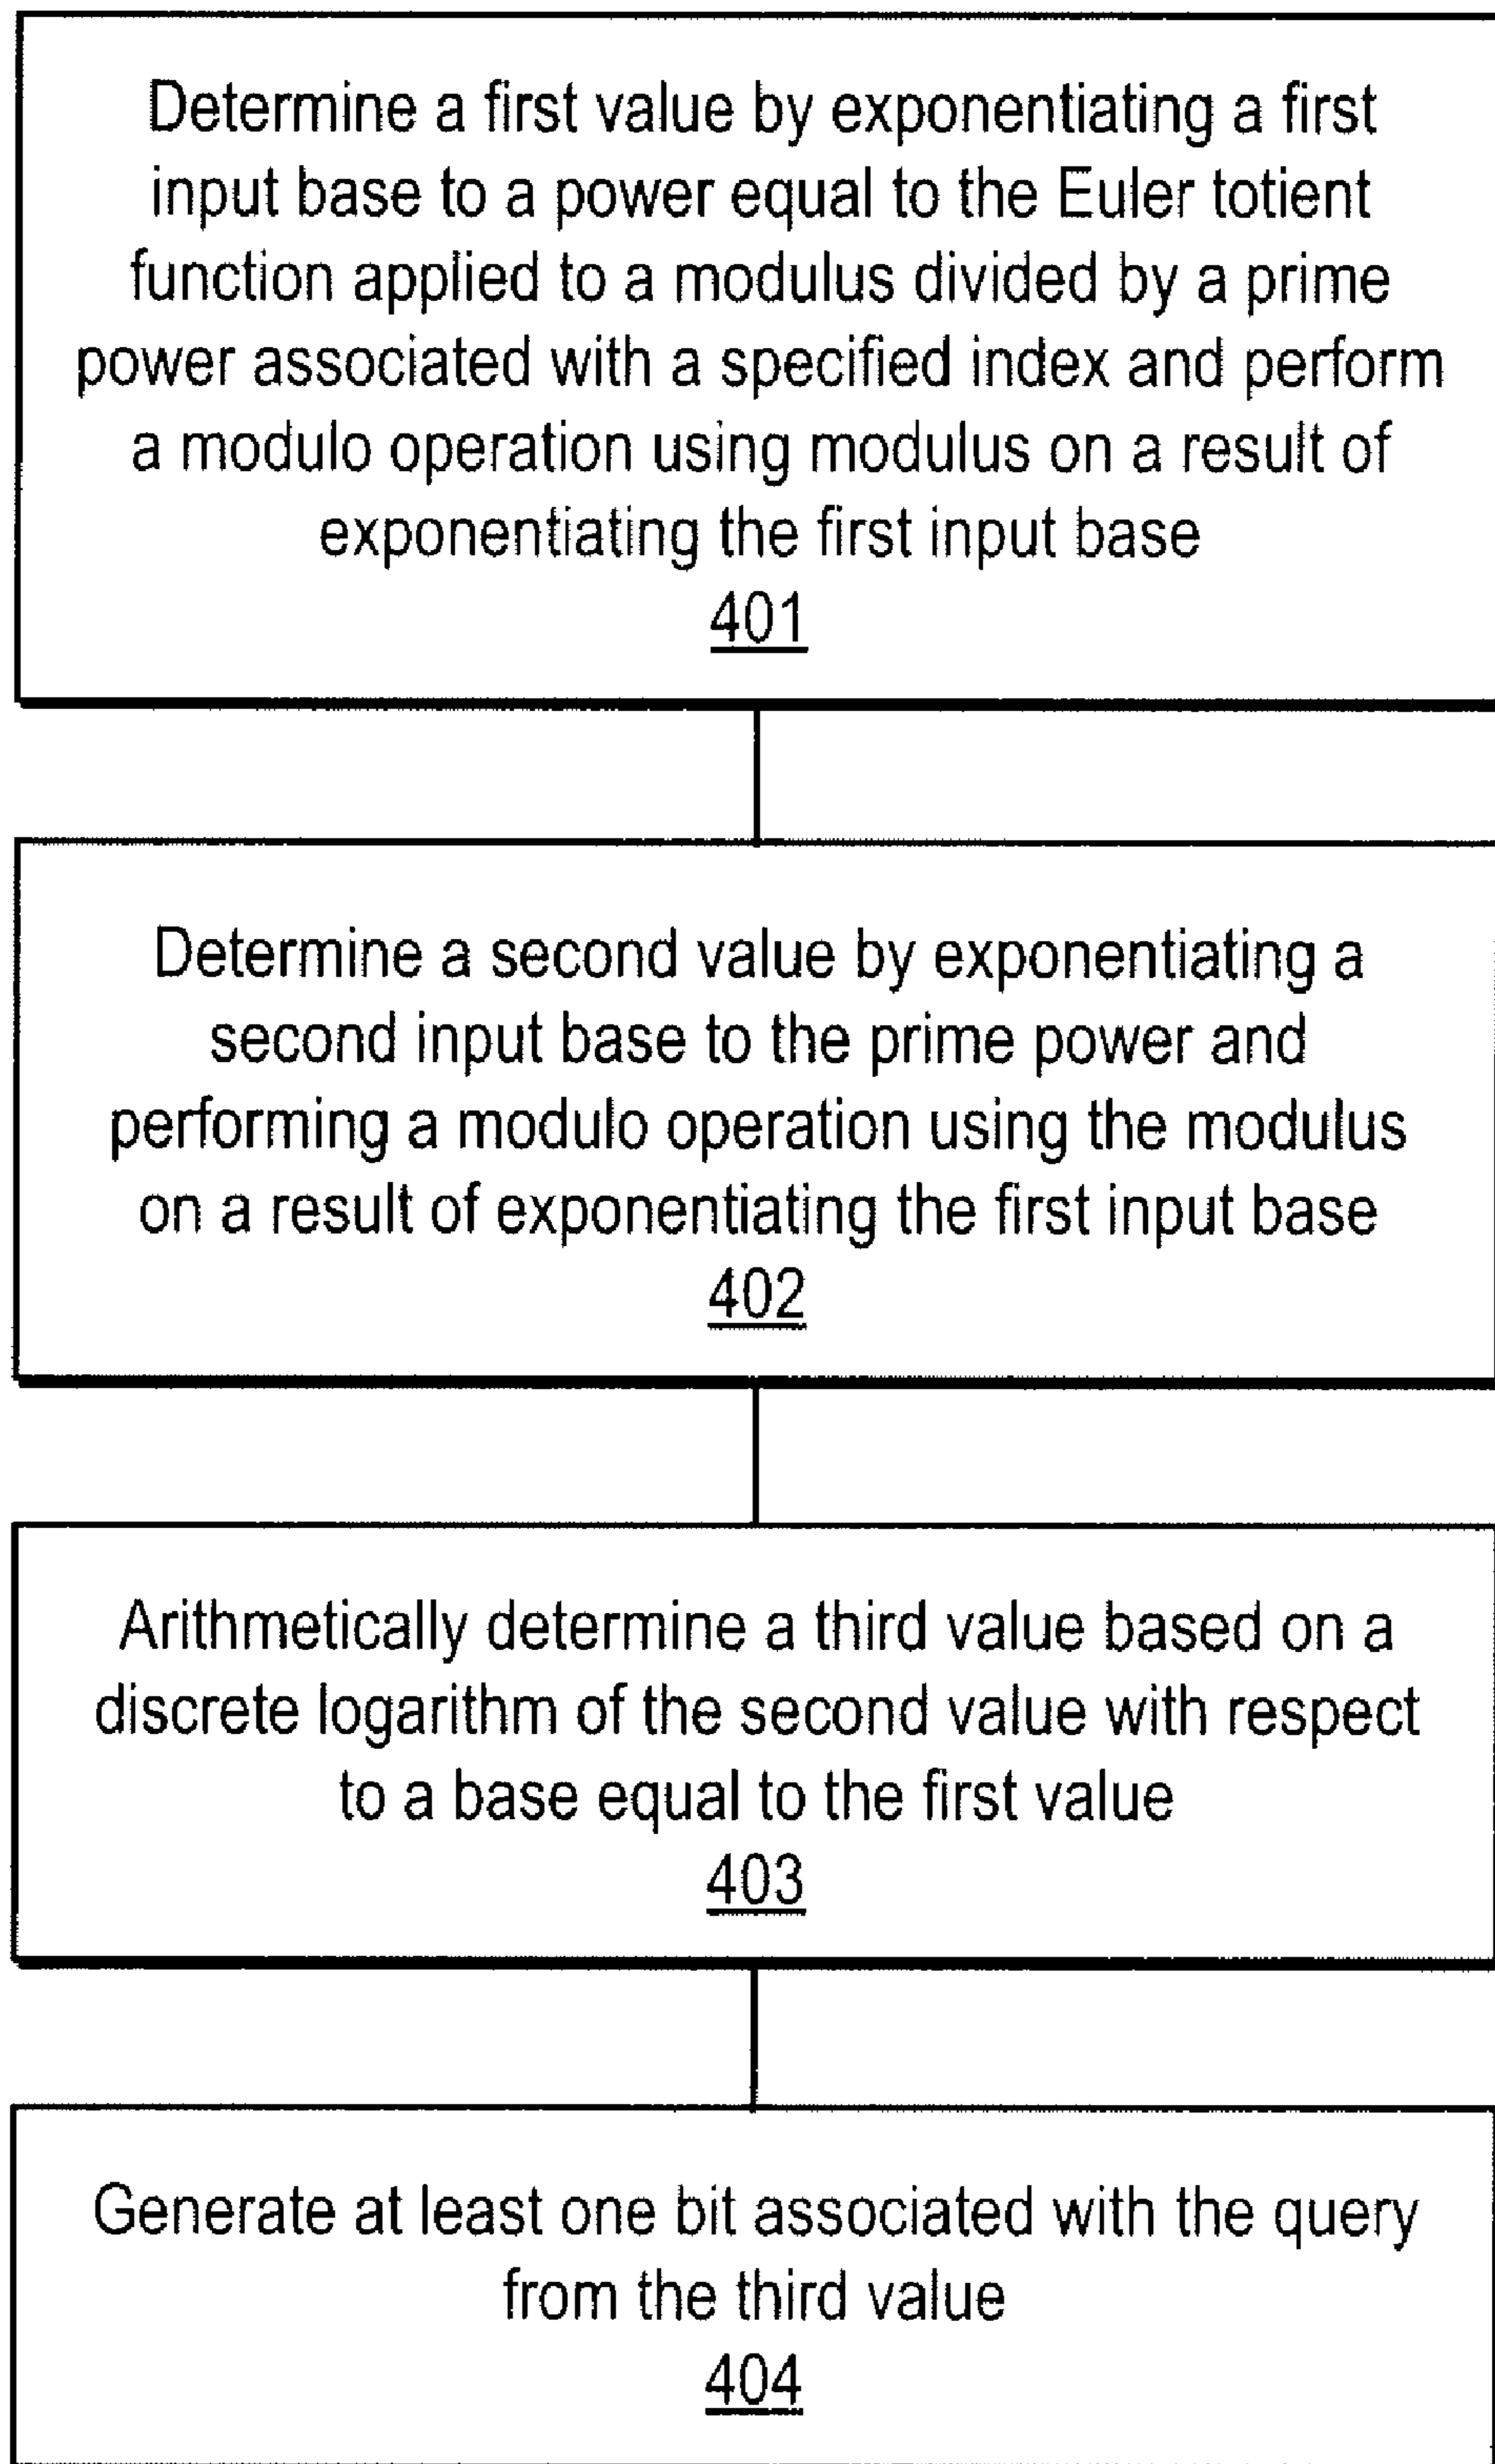 Determine a first value by exponentiating a first
input base to a power equal to the Euler totient
function applied to a modulus divided by a prime
power associated with a specified index and perform
a modulo operation using modulus on a result of
exponentiating the first input base
401
Determine a second value by exponentiating a
second input base to the prime power and
performing a modulo operation using the modulus
on a result of exponentiating the first input base
402
Arithmetically determine a third value based on a
discrete logarithm of the second value with respect
to a base equal to the first value
403
Generate at least one bit associated with the query
from the third value
404